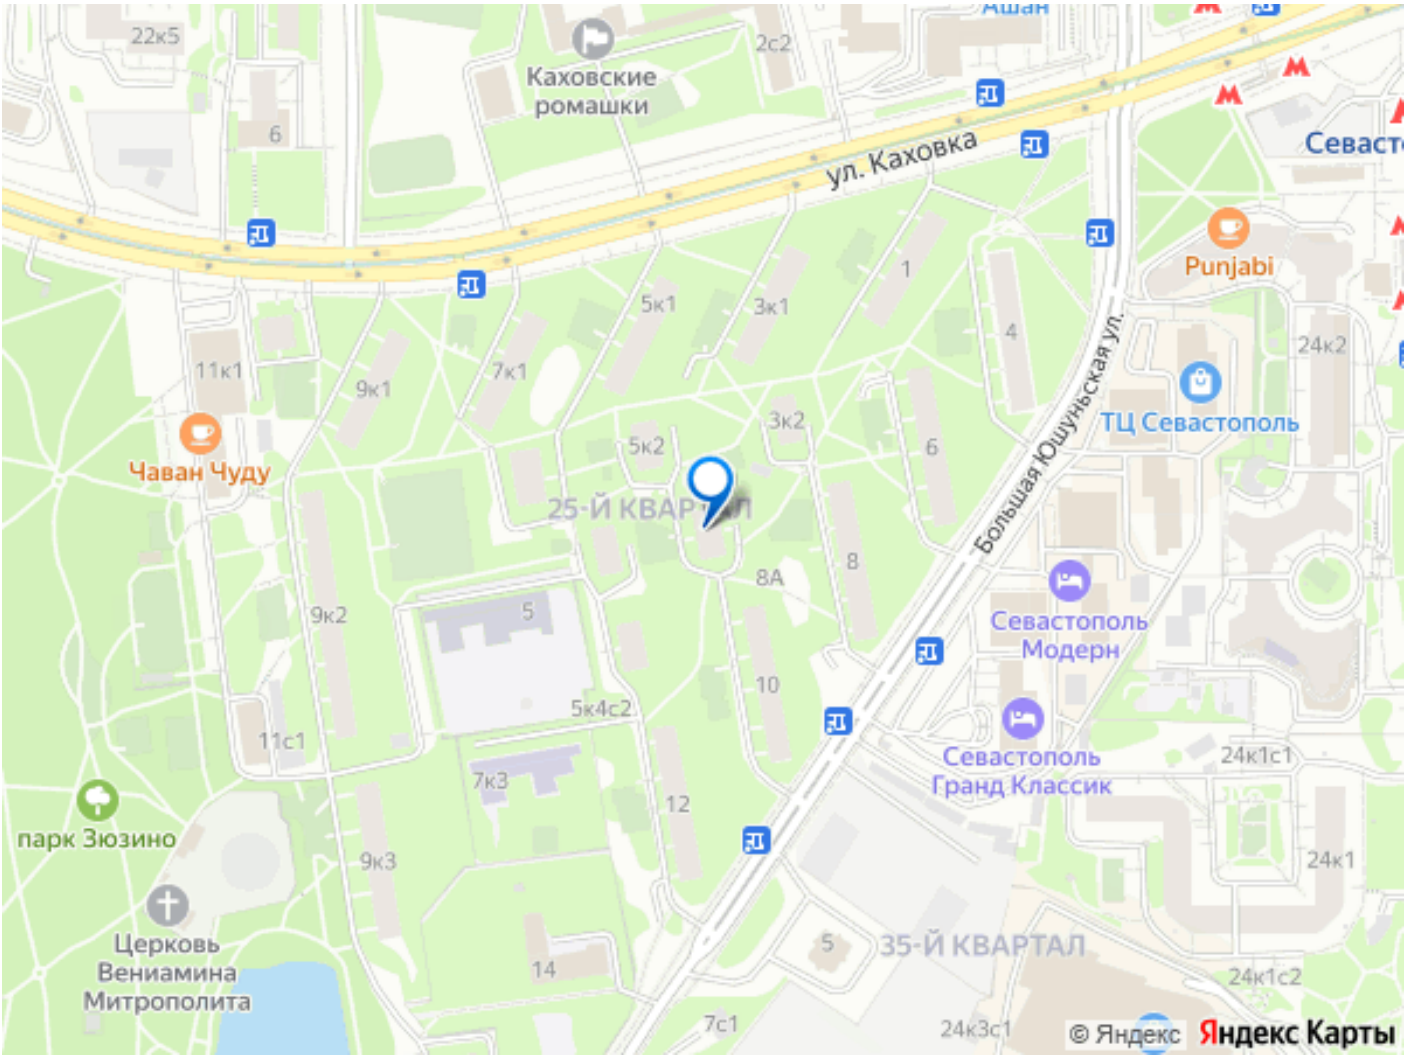 Ашан
22к5
2с2
Каховские
ромашки
6
ул. Каховка
Севаст
Punjabi
1
5к1
3к1
4
24к2
11к1
9к1
7к1
3к2
ТЦ Севастополь
5к2
6
Чаван Чуду
25-Й КВАРТАЛ
Большая Юшуньская ул.
8
8А
9к2
5
Севастополь
Модерн
10
5к4с2
11с1
Севастополь
Гранд Классик
24к1с1
7к3
12
парк Зюзино
9к3
24к1
Церковь
Вениамина
Митрополита
5
35-Й КВАРТАЛ
14
24к1с2
7с1
24к3с1
© Яндекс Яндекс Карты